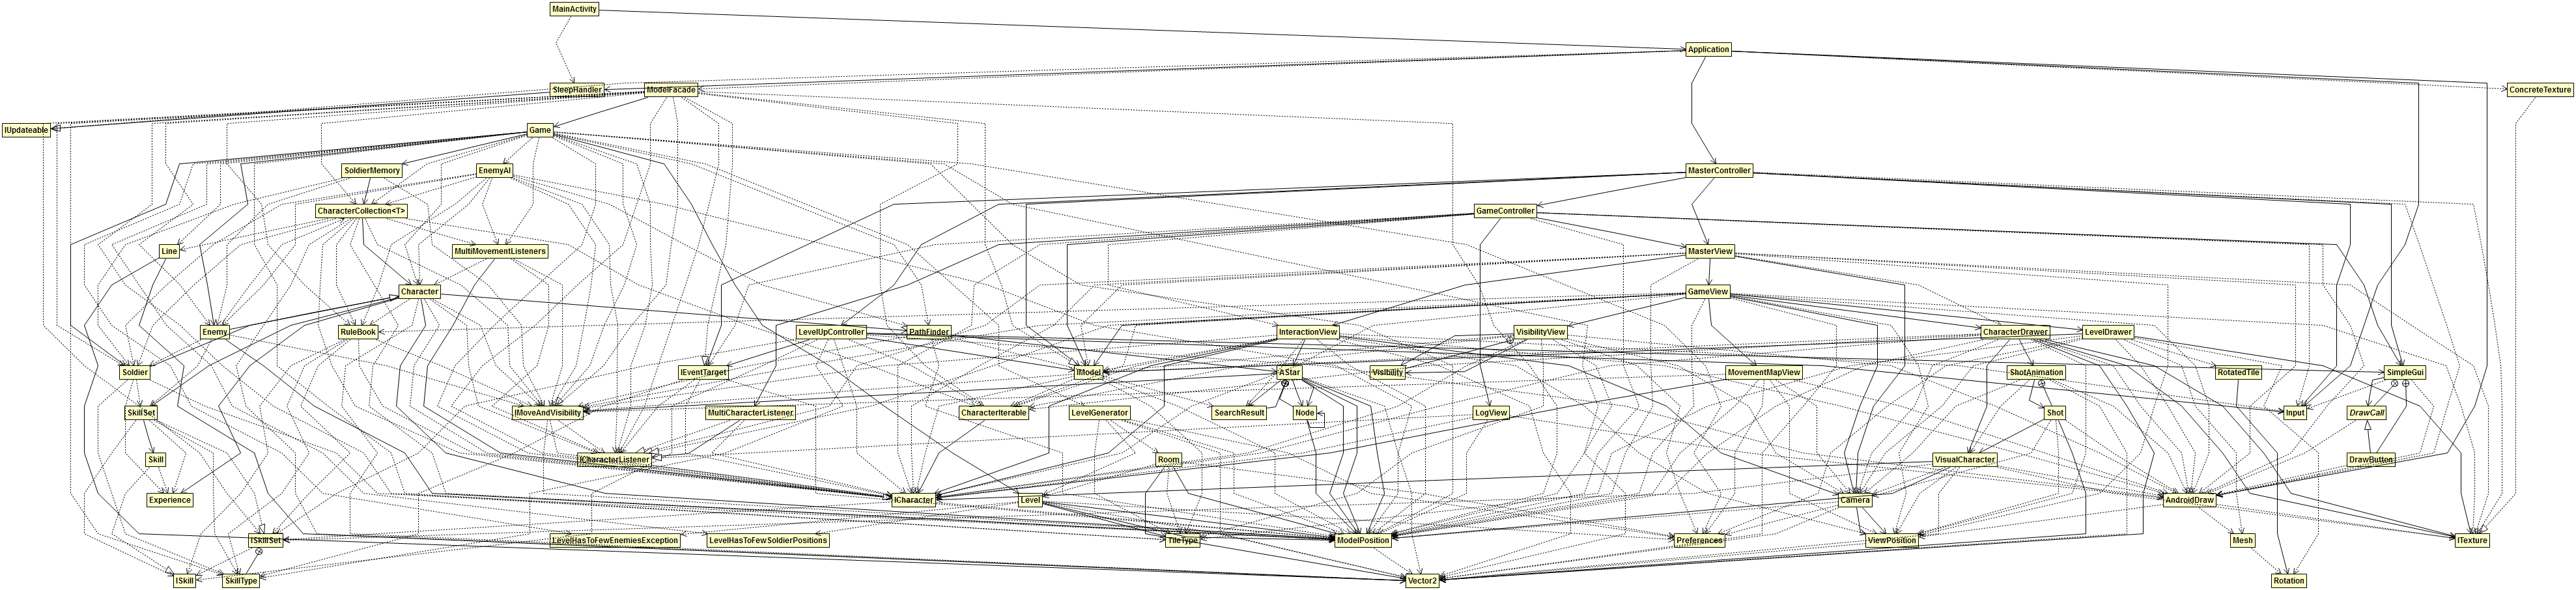 MainActivity
Application
SleepHandler
ModelFacade
ConcreteTexture
IUpdateable
Game
SoldierMemory
EnemyAI
MasterController
CharacterCollection<T>
GameController
Line
MultiMovementListeners
MasterView
Character
GameView
Enemy
RuleBook
LevelUpController
PathFinder
InteractionView
VisibilityView
CharacterDrawer
LevelDrawer
Soldier
IEventTarget
IModel
AStar
Visibility
MovementMapView
ShotAnimation
RotatedTile
SimpleGui
SkillSet
IMoveAndVisibility
MultiCharacterListener
CharacterIterable
LevelGenerator
SearchResult
Node
LogView
Shot
Input
DrawCall
Skill
ICharacterListener
Room
VisualCharacter
DrawButton
Experience
ICharacter
Level
Camera
AndroidDraw
ISkillSet
LevelHasToFewEnemiesException
LevelHasToFewSoldierPositions
TileType
ModelPosition
Preferences
ViewPosition
Mesh
ITexture
ISkill
SkillType
Vector2
Rotation